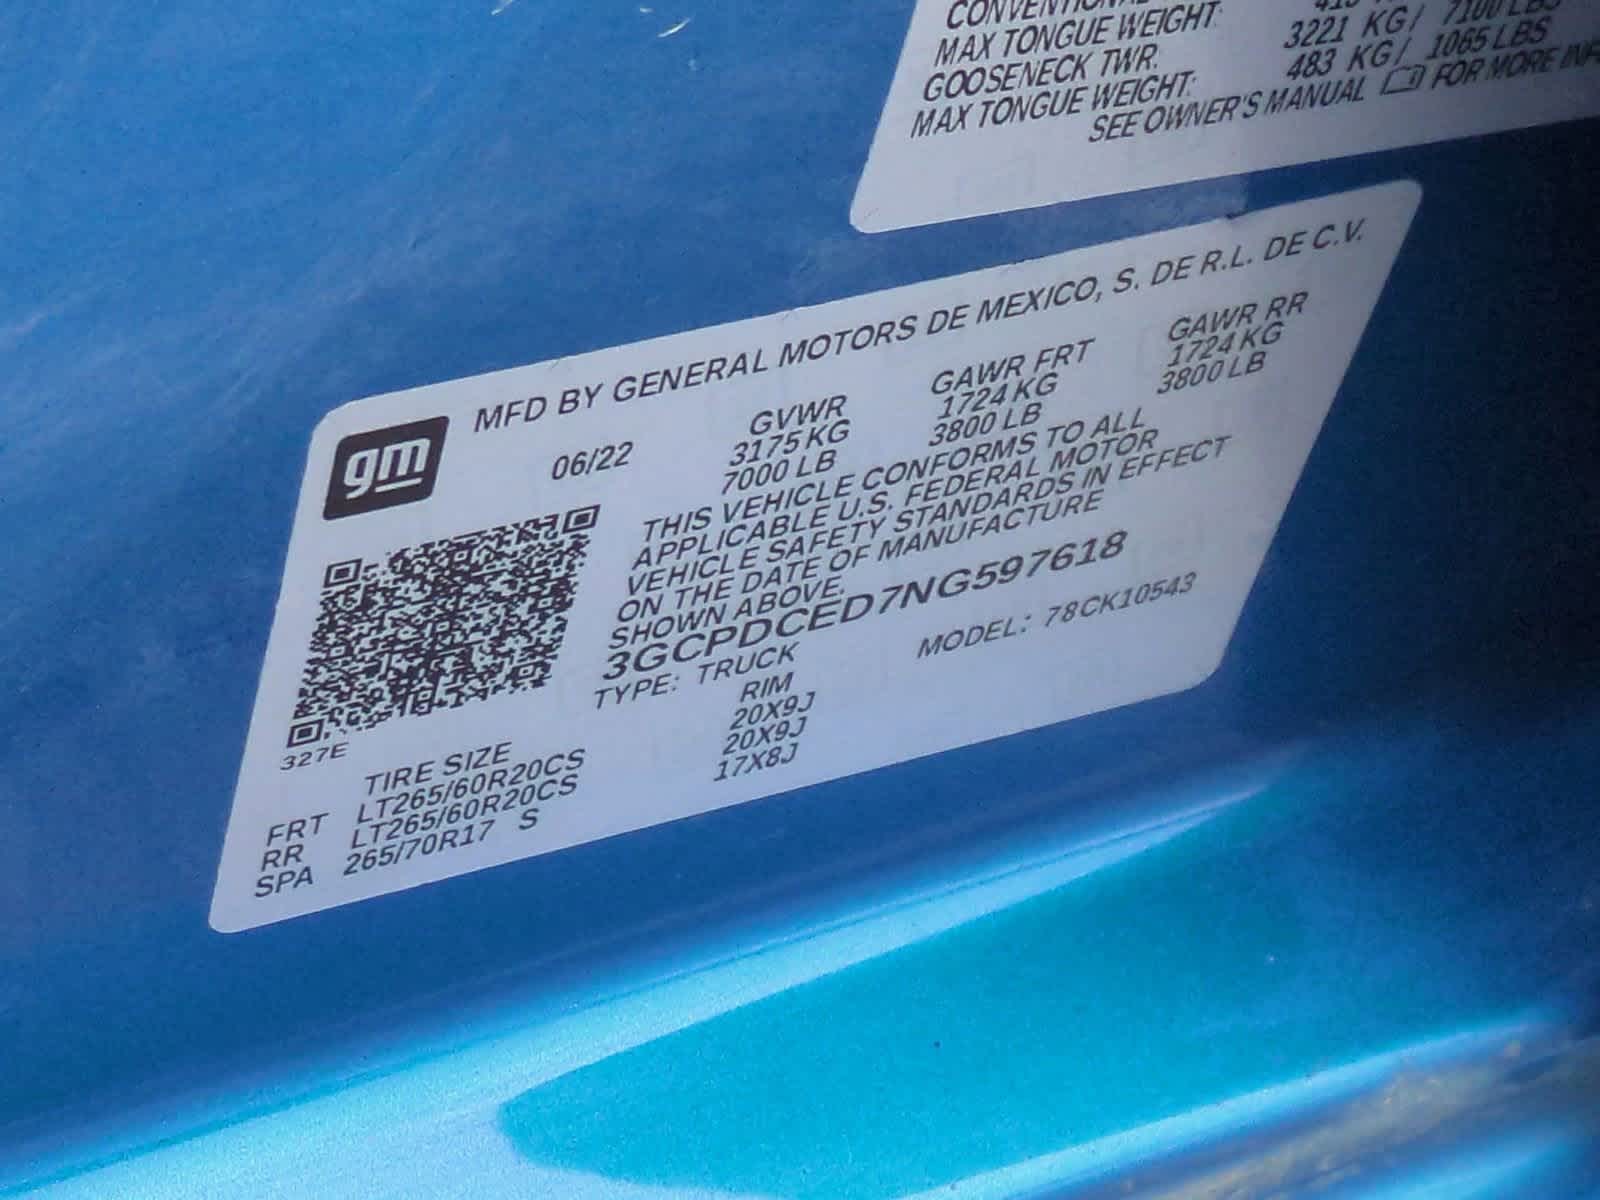 CONVENTIONAL
MAX TONGUE WEIGHT: 7100 LBS
GOOSENECK TWR: 3221 KG/
MAX TONGUE WEIGHT: 483 KG/ 1065 LBS
SEE OWNER'S MANUAL FOR MORE
gm
MFD BY GENERAL MOTORS DE MEXICO, S. DE R.L. DE C.V.
06/22 GVWR GAWR FRT GAWR RR
3175 KG 1724 KG 1724 KG
7000 LB 3800 LB 3800 LB
THIS VEHICLE CONFORMS TO ALL
APPLICABLE U.S. FEDERAL MOTOR
VEHICLE SAFETY STANDARDS IN EFFECT
ON THE DATE OF MANUFACTURE
SHOWN ABOVE.
3GCPDCED7NG597618
TYPE: TRUCK MODEL: 78CK10543
327E
TIRE SIZE RIM
FRT LT265/60R20CS 20X9J
RR LT265/60R20CS 20X9J
SPA 265/70R17 S 17X8J